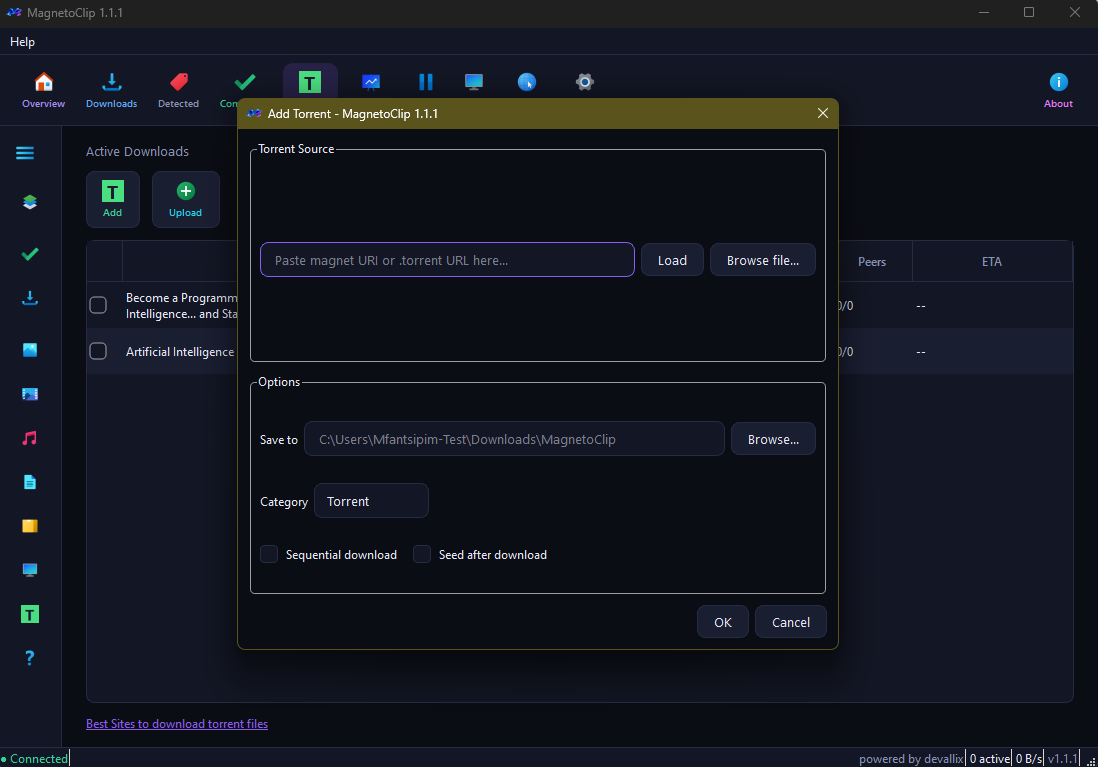 MagnetoClip 1.1.1
Help
Overview
Downloads
Detected
T
About
Add Torrent - MagnetoClip 1.1.1
Active Downloads
T
Add
Upload
Torrent Source
Paste magnet URI or .torrent URL here...
Load
Browse file...
Peers
ETA
Become a Programm
Intelligence... and Sta
0/0
--
Artificial Intelligence
0/0
--
Options
Save to
C:\Users\Mfantsipim-Test\Downloads\MagnetoClip
Browse...
Category
Torrent
Sequential download
Seed after download
T
?
OK
Cancel
Best Sites to download torrent files
Connected
powered by devallix
0 active
0 B/s
v1.1.1